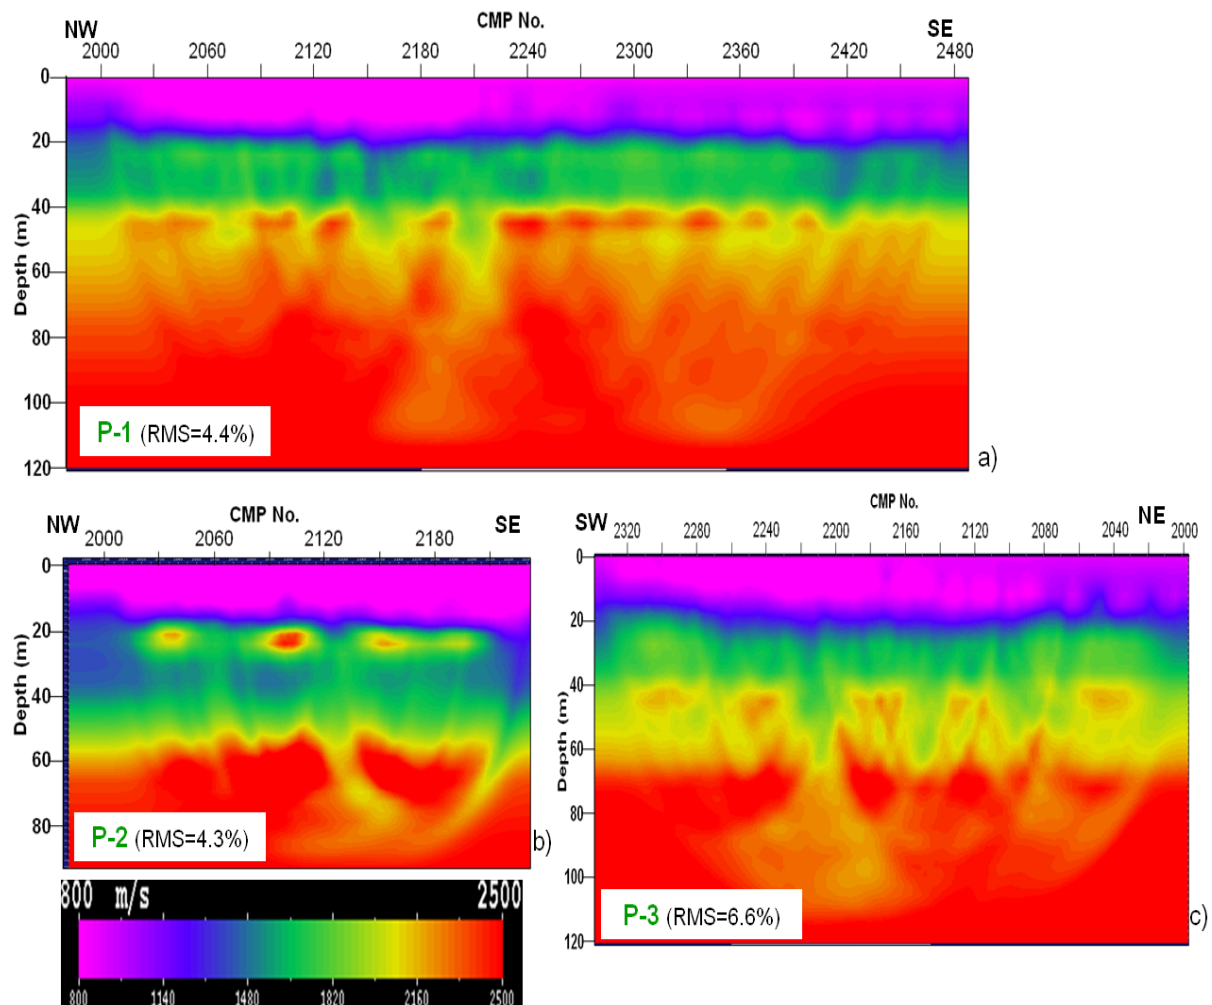 CMP No.
NW SE
2000 2060 2120 2180 2240 2300 2360 2420 2480
Depth (m)
0
20
40
60
80
100
120
P-1 (RMS=4.4%)
a)
CMP No.
NW SE
2000 2060 2120 2180
Depth (m)
0
20
40
60
80
P-2 (RMS=4.3%)
b)
CMP No.
SW NE
2320 2280 2240 2200 2160 2120 2080 2040 2000
Depth (m)
0
20
40
60
80
100
120
P-3 (RMS=6.6%)
c)
800 m/s 2500
800 1140 1480 1820 2160 2500